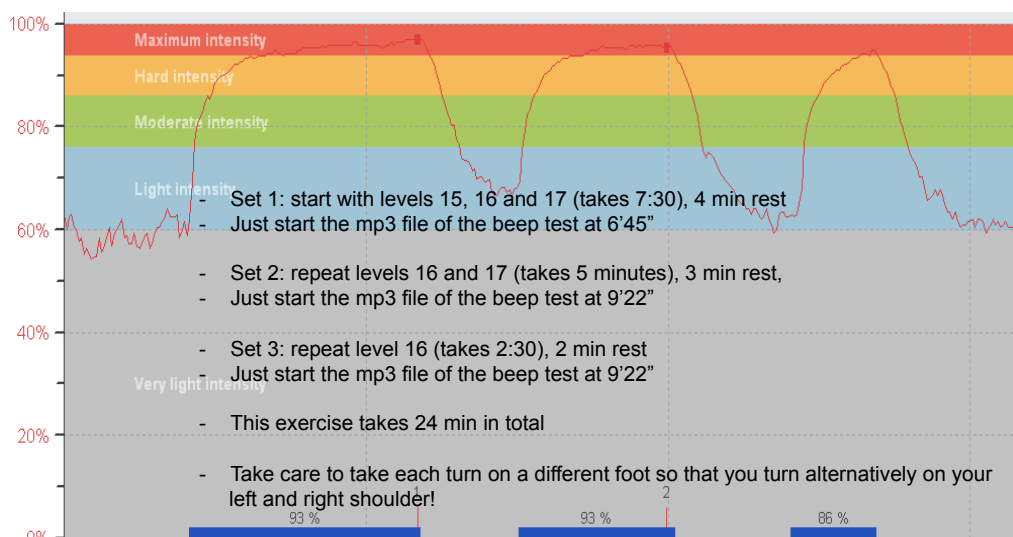 100%
Maximum intensity
Hard intensity
80%
Moderate intensity
Light intensity
- Set 1: start with levels 15, 16 and 17 (takes 7:30), 4 min rest
- Just start the mp3 file of the beep test at 6'45”
60%
- Set 2: repeat levels 16 and 17 (takes 5 minutes), 3 min rest,
- Just start the mp3 file of the beep test at 9'22”
40%
- Set 3: repeat level 16 (takes 2:30), 2 min rest
- Just start the mp3 file of the beep test at 9'22”
Very light intensity
- This exercise takes 24 min in total
20%
- Take care to take each turn on a different foot so that you turn alternatively on your
left and right shoulder!
1
2
93 %
93 %
86 %
0%